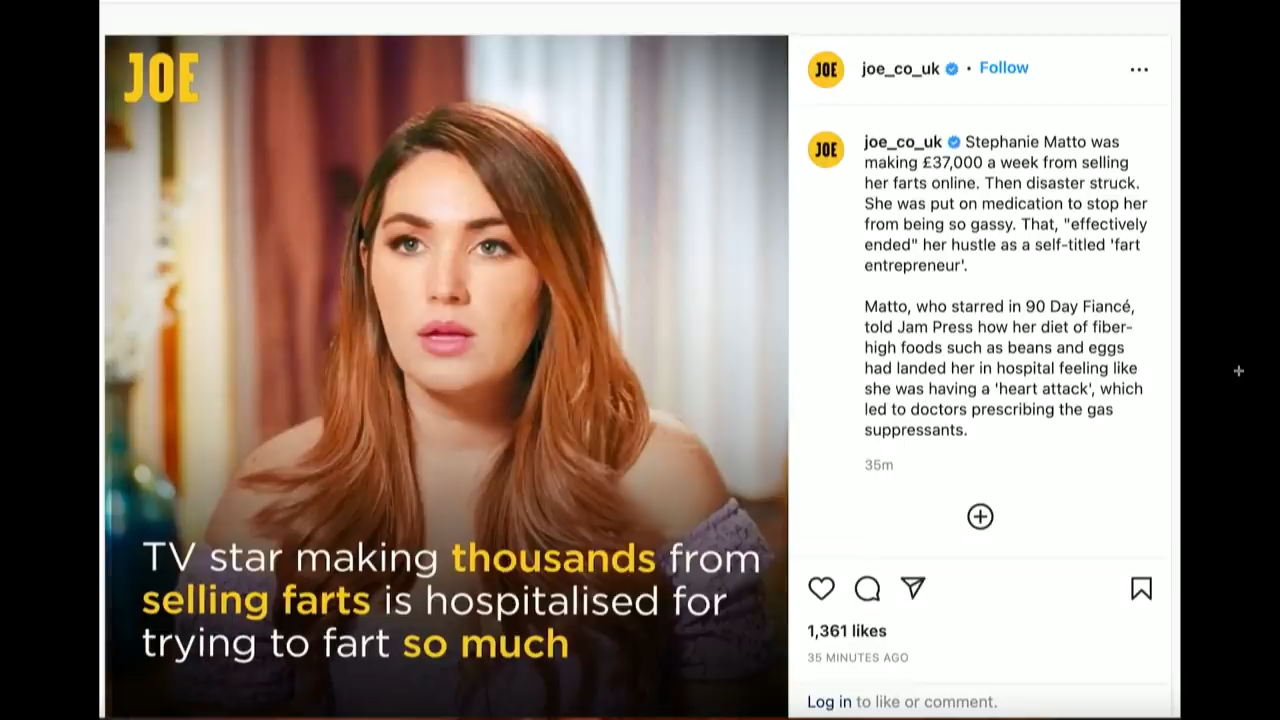 JOE
TV star making thousands from
selling farts is hospitalised for
trying to fart so much
JOE
joe_co_uk • Follow
JOE
joe_co_uk Stephanie Matto was
making £37,000 a week from selling
her farts online. Then disaster struck.
She was put on medication to stop her
from being so gassy. That, "effectively
ended" her hustle as a self-titled 'fart
entrepreneur'.
Matto, who starred in 90 Day Fiancé,
told Jam Press how her diet of fiber-
high foods such as beans and eggs
had landed her in hospital feeling like
she was having a 'heart attack', which
led to doctors prescribing the gas
suppressants.
35m
1,361 likes
35 MINUTES AGO
Log in to like or comment.